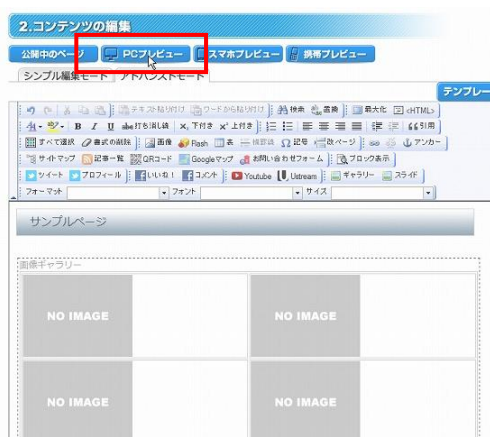 2.コンテンツの編集
公開中のページ PCプレビュー スマホプレビュー 携帯プレビュー
シンプル編集モード アドバンストモード
テンプレー
テキスト貼り付け ワードから貼り付け 検索 置換 最大化 <HTML>
B I U abc 打ち消し線 ×, 下付き ×' 上付き 引用
すべて選択 書式の削除 画像 Flash 表 横罫線 Ω 記号 改ページ アンカー
サイトマップ 記事一覧 QRコード Googleマップ お問い合わせフォーム ブロック表示
ツイート プロフィール いいね! コメント Youtube Ustream ギャラリー スライド
フォーマット フォント サイズ
サンプルページ
画像ギャラリー
NO IMAGE NO IMAGE
NO IMAGE NO IMAGE